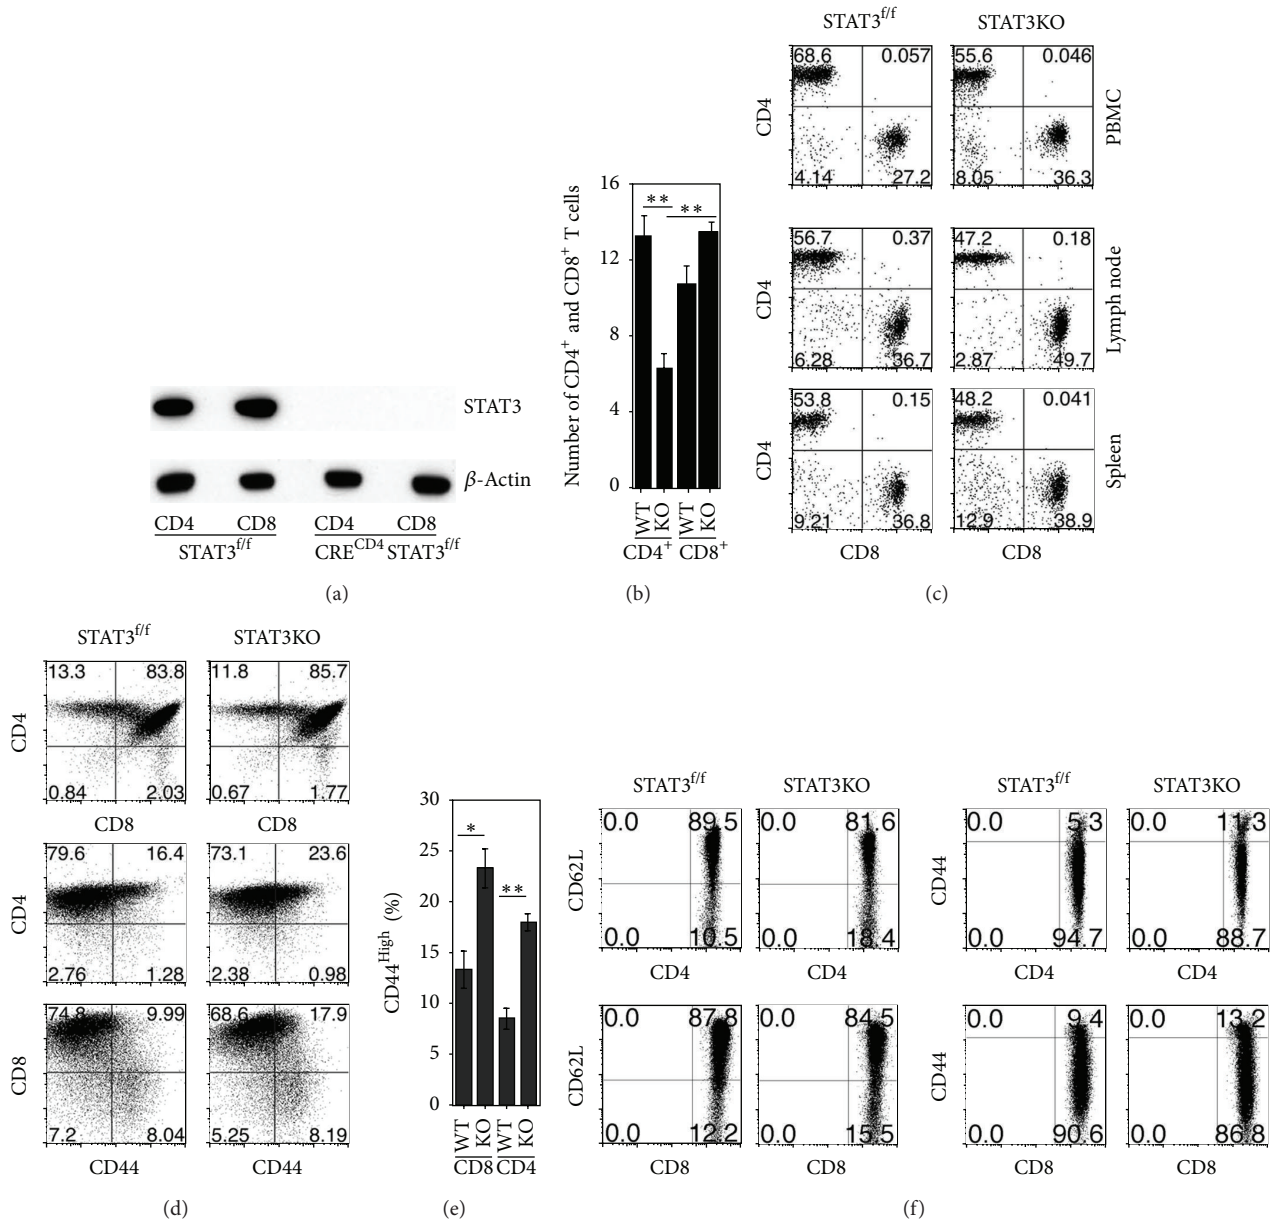 STAT3f/f STAT3KO
68.6 0.057 55.6 0.046
CD4
PBMC
4.14 27.2 8.05 36.3
56.7 0.37 47.2 0.18
CD4
Lymph node
6.28 36.7 2.87 49.7
53.8 0.15 48.2 0.041
CD4
Spleen
9.21 36.8 12.9 38.9
CD8 CD8
(c)
STAT3
β-Actin
CD4 CD8 CD4 CD8
STAT3f/f CRECD4 STAT3f/f
(a)
Number of CD4+ and CD8+ T cells
16
12
8
4
0
** **
WT KO WT KO
CD4+ CD8+
(b)
STAT3f/f STAT3KO
13.3 83.8 11.8 85.7
CD4
0.84 2.03 0.67 1.77
CD8 CD8
79.6 16.4 73.1 23.6
CD4
2.76 1.28 2.38 0.98
74.8 9.99 68.6 17.9
CD8
7.2 8.04 5.25 8.19
CD44 CD44
(d)
CD44High (%)
30
25
20
15
10
5
0
* **
WT KO WT KO
CD8 CD4
(e)
STAT3f/f STAT3KO STAT3f/f STAT3KO
0.0 89.5 0.0 81.6 0.0 5.3 0.0 11.3
CD62L CD44
0.0 10.5 0.0 18.4 0.0 94.7 0.0 88.7
CD4 CD4 CD4 CD4
0.0 87.8 0.0 84.5 0.0 9.4 0.0 13.2
CD62L CD44
0.0 12.2 0.0 15.5 0.0 90.6 0.0 86.8
CD8 CD8 CD8 CD8
(f)